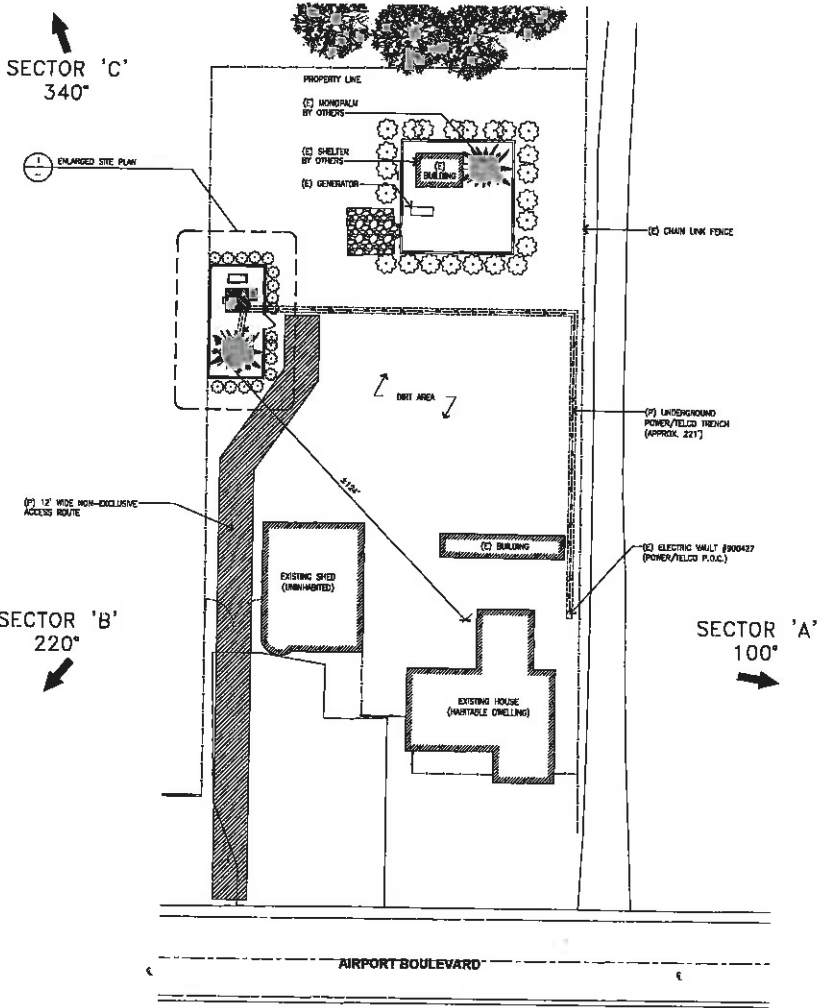 SECTOR 'C'
340°
PROPERTY LINE
(E) MONOPALM
BY OTHERS
1
ENLARGED SITE PLAN
(E) SHELTER
BY OTHERS
(E)
BUILDING
(E) GENERATOR
(E) CHAIN LINK FENCE
DIRT AREA
(P) UNDERGROUND
POWER/TELCO TRENCH
(APPROX. 221')
±124'
(P) 12' WIDE NON-EXCLUSIVE
ACCESS ROUTE
(E) BUILDING
(E) ELECTRIC VAULT #900427
(POWER/TELCO P.O.C.)
EXISTING SHED
(UNINHABITED)
SECTOR 'B'
220°
SECTOR 'A'
100°
EXISTING HOUSE
(HABITABLE DWELLING)
AIRPORT BOULEVARD